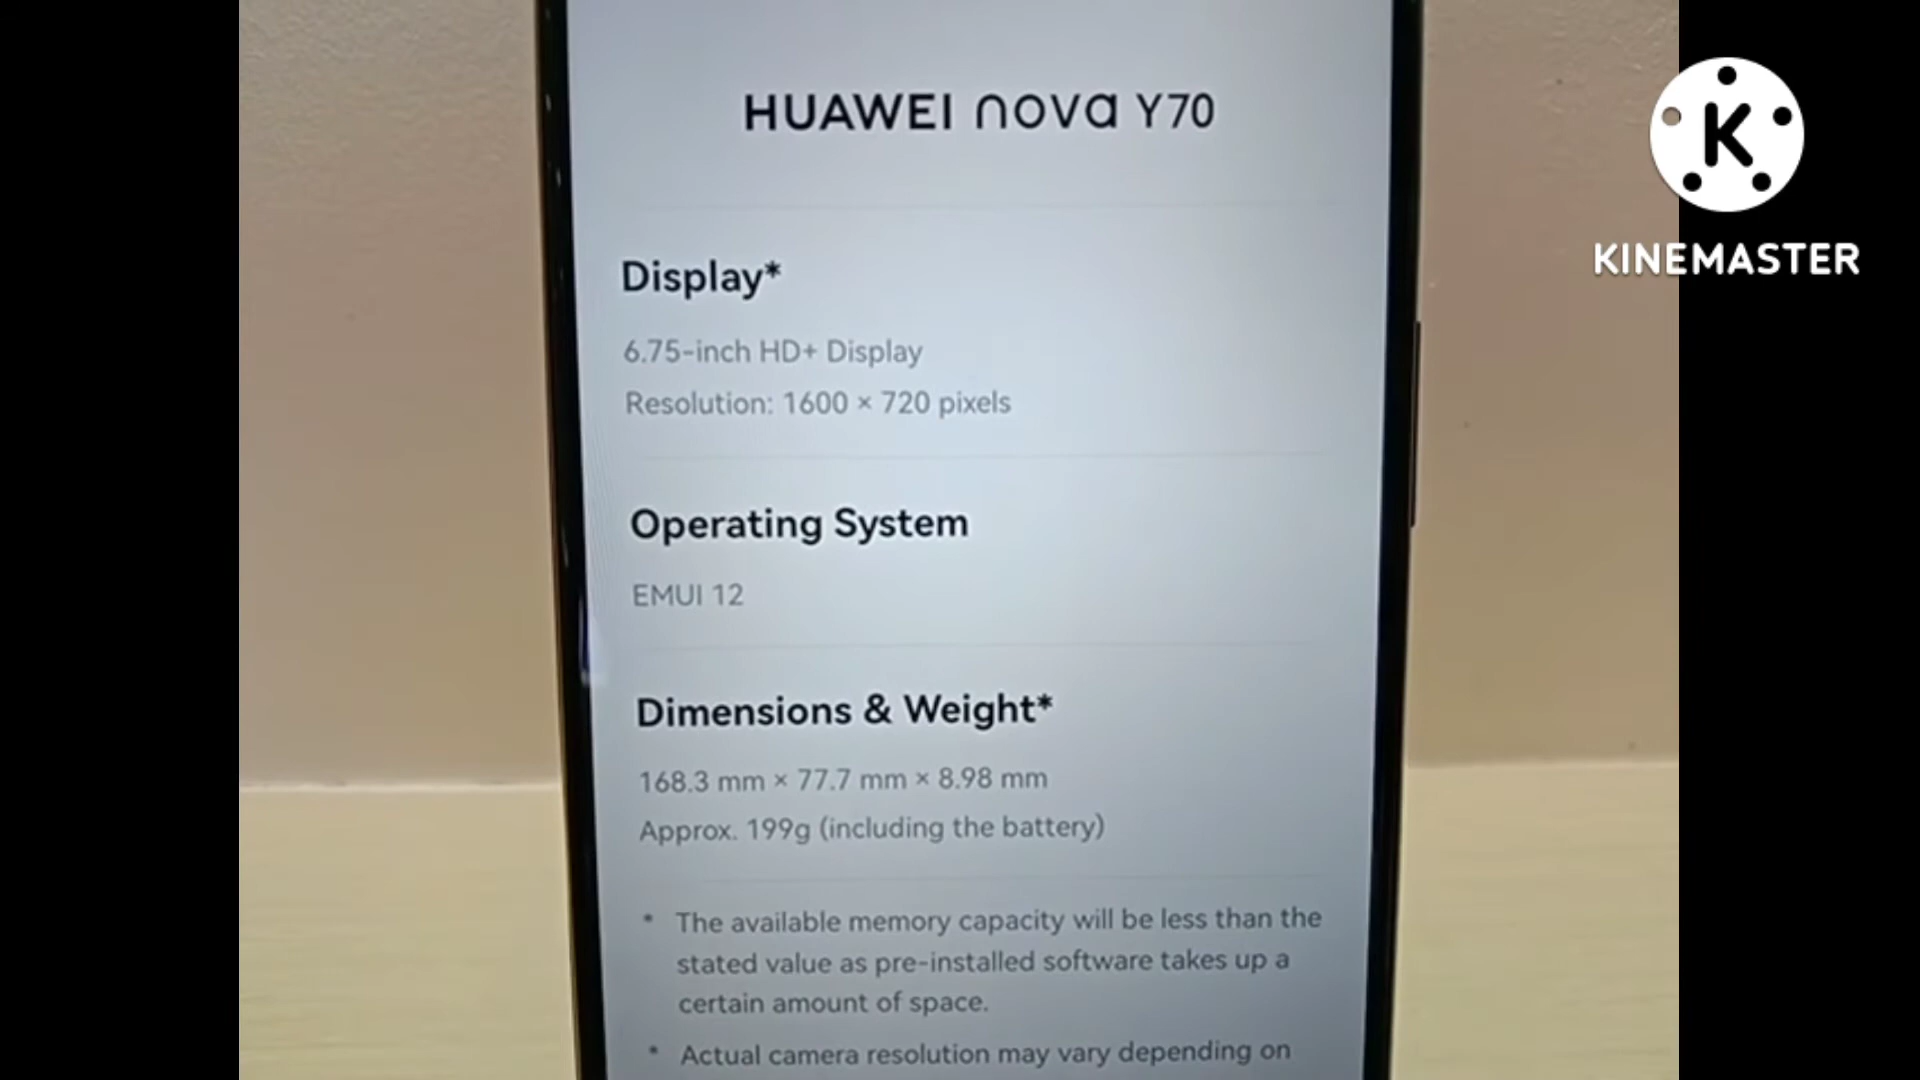 HUAWEI nova Y70
K
KINEMASTER
Display*
6.75-inch HD+ Display
Resolution: 1600 × 720 pixels
Operating System
EMUI 12
Dimensions & Weight*
168.3 mm × 77.7 mm × 8.98 mm
Approx. 199g (including the battery)
* The available memory capacity will be less than the
stated value as pre-installed software takes up a
certain amount of space.
* Actual camera resolution may vary depending on